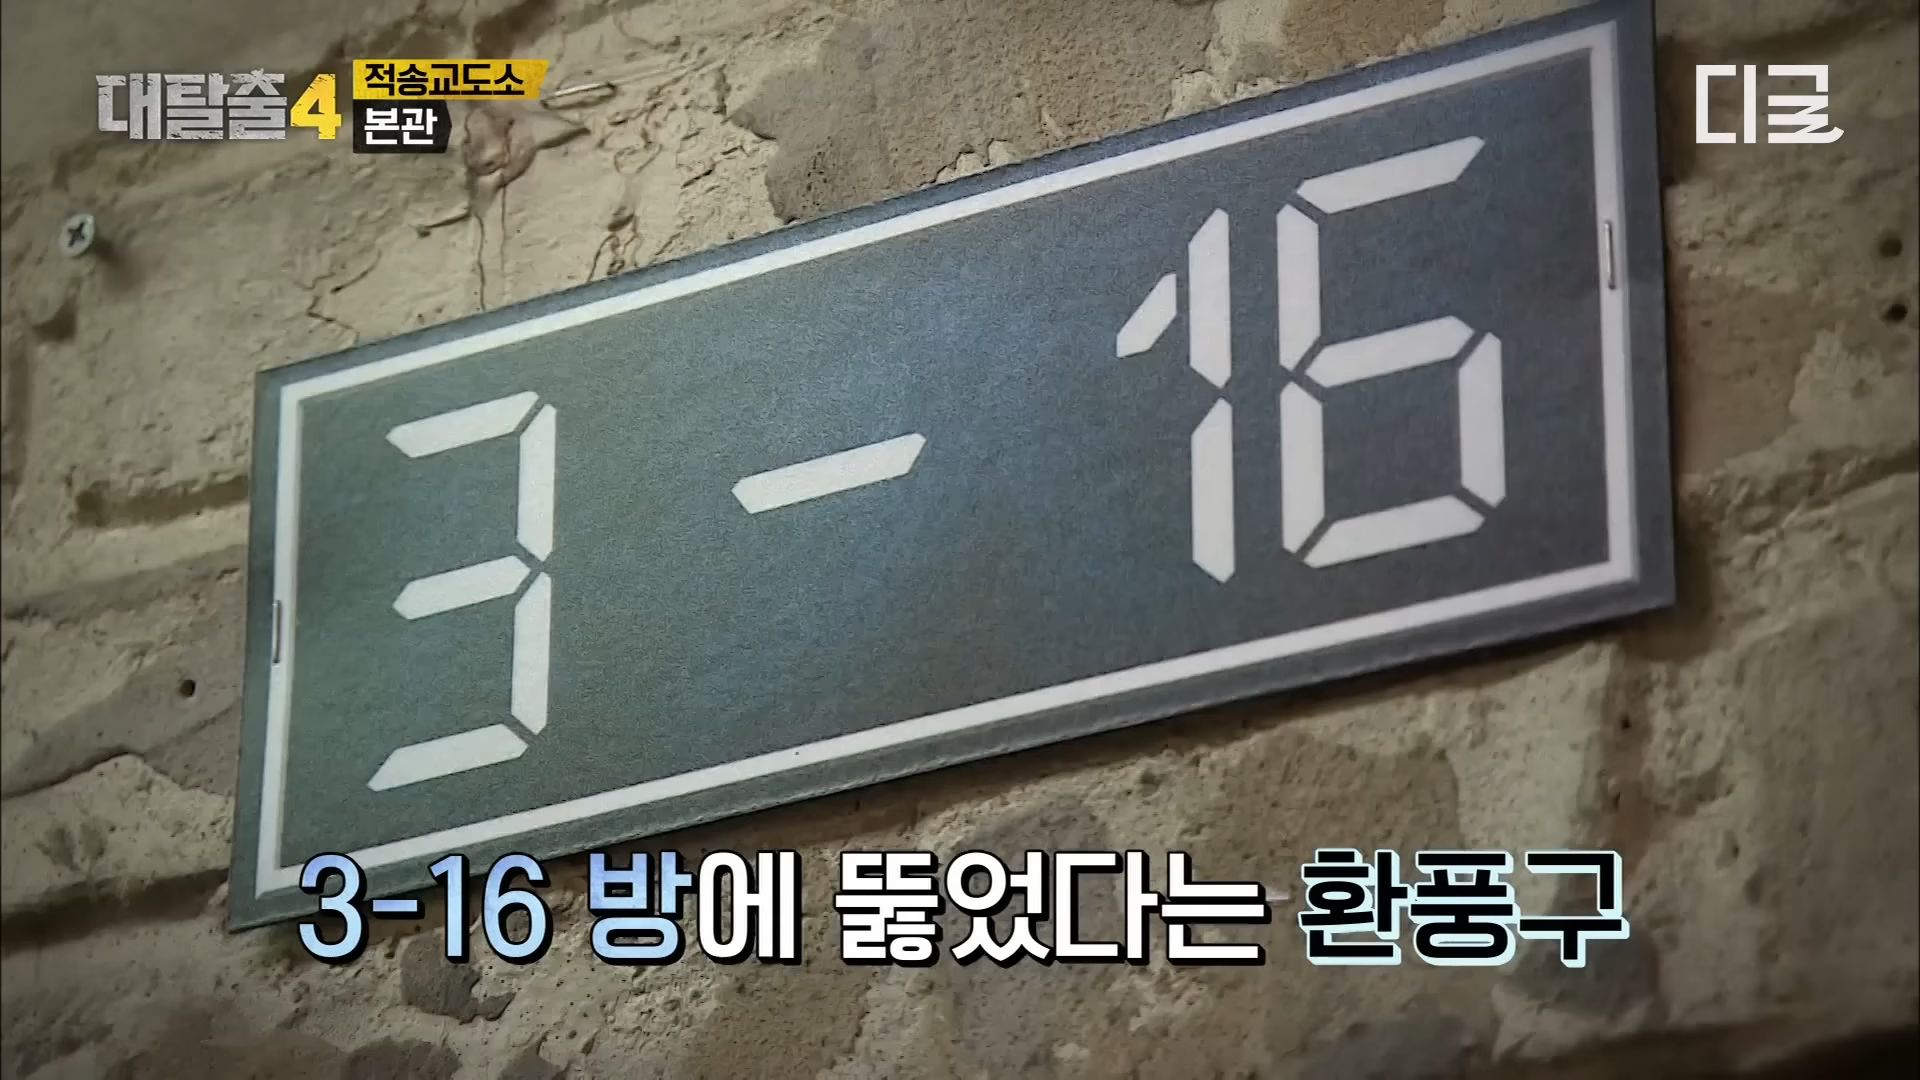 대탈출4
적송교도소
본관
디글
3-16
3-16 방에 뚫었다는 환풍구